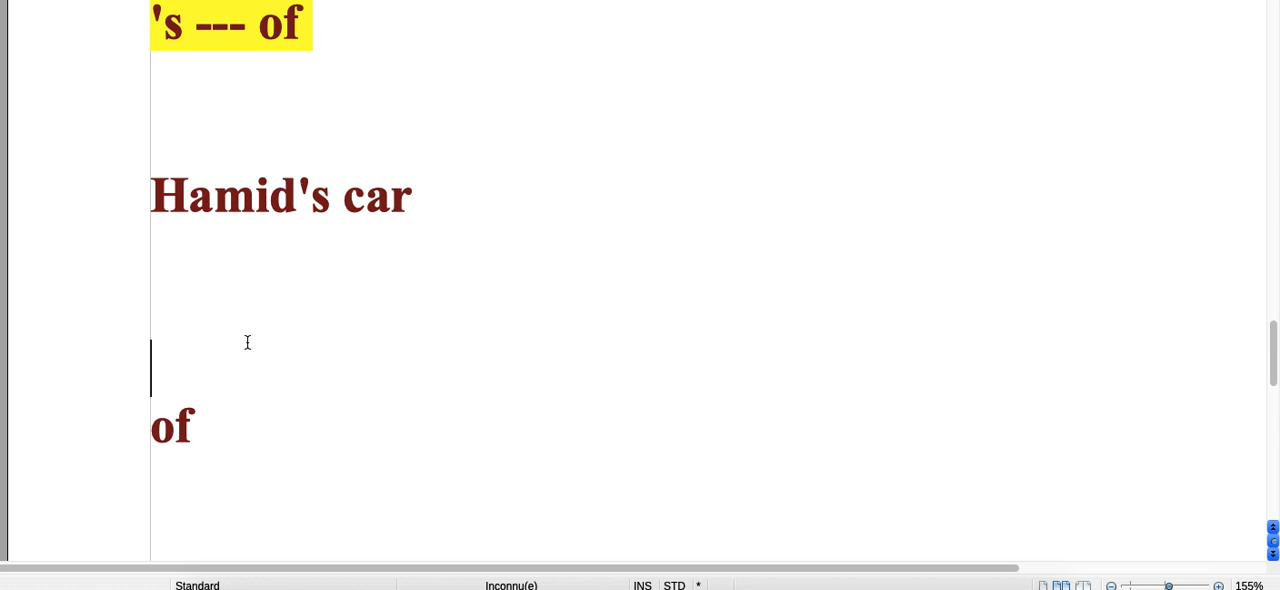 's --- of
Hamid's car
of
Standard
Inconnu(e)
INS
STD
*
155%